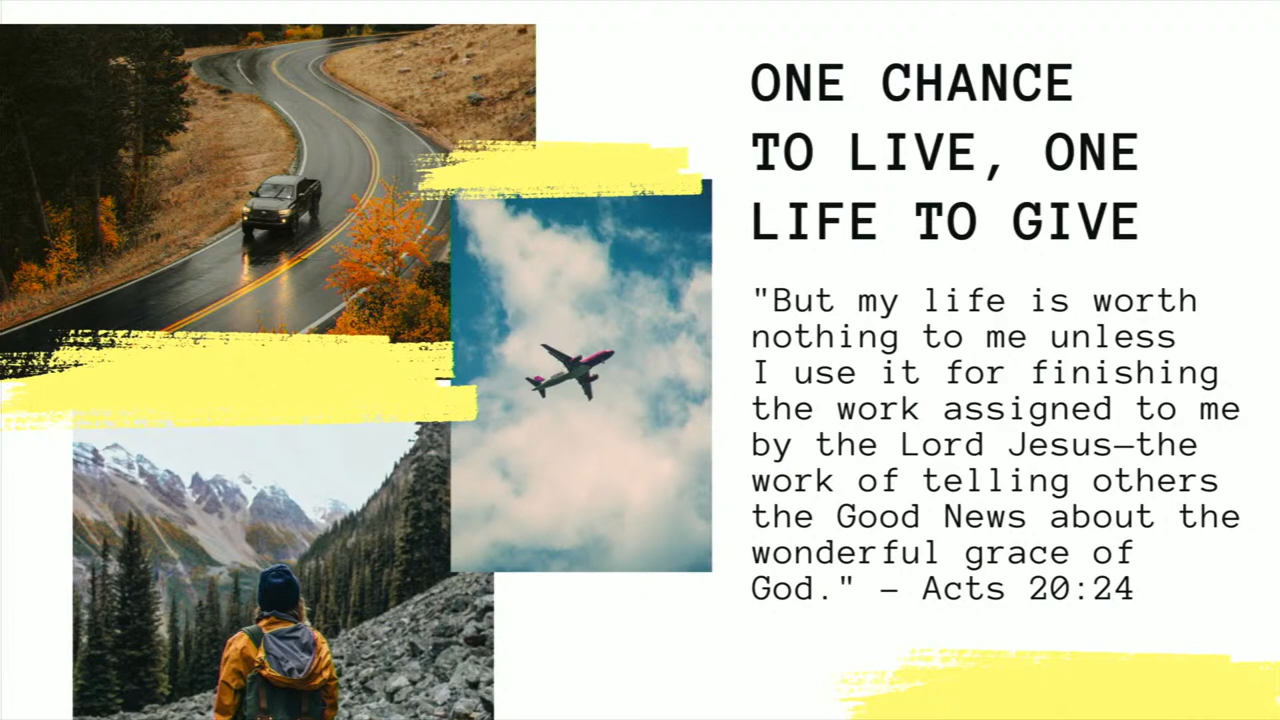 ONE CHANCE
TO LIVE, ONE
LIFE TO GIVE
"But my life is worth
nothing to me unless
I use it for finishing
the work assigned to me
by the Lord Jesus—the
work of telling others
the Good News about the
wonderful grace of
God." – Acts 20:24